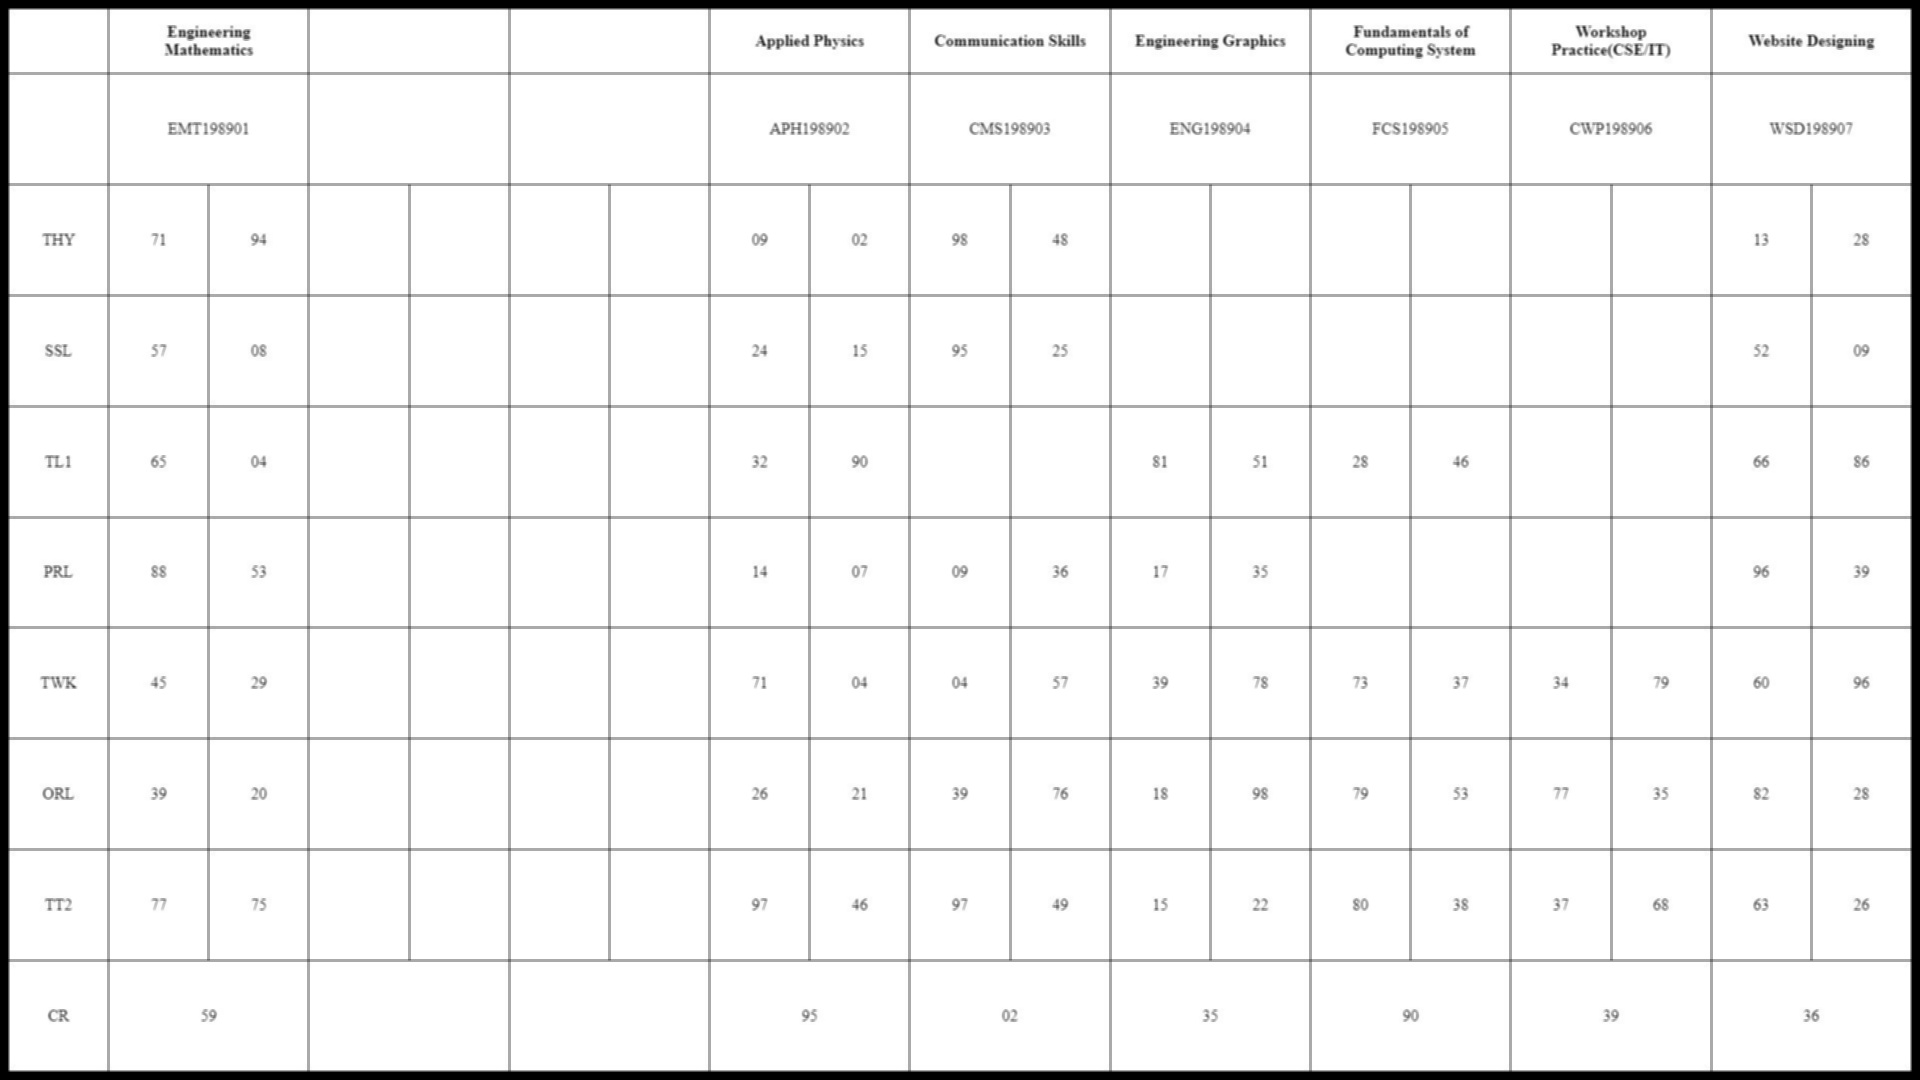 Engineering Mathematics Applied Physics Communication Skills Engineering Graphics Fundamentals of Computing System Workshop Practice(CSE/IT) Website Designing
EMT198901 APH198902 CMS198903 ENG198904 FCS198905 CWP198906 WSD198907
THY 71 94 09 02 98 48 13 28
SSL 57 08 24 15 95 25 52 09
TL1 65 04 32 90 81 51 28 46 66 86
PRL 88 53 14 07 09 36 17 35 96 39
TWK 45 29 71 04 04 57 39 78 73 37 34 79 60 96
ORL 39 20 26 21 39 76 18 98 79 53 77 35 82 28
TT2 77 75 97 46 97 49 15 22 80 38 37 68 63 26
CR 59 95 02 35 90 39 36